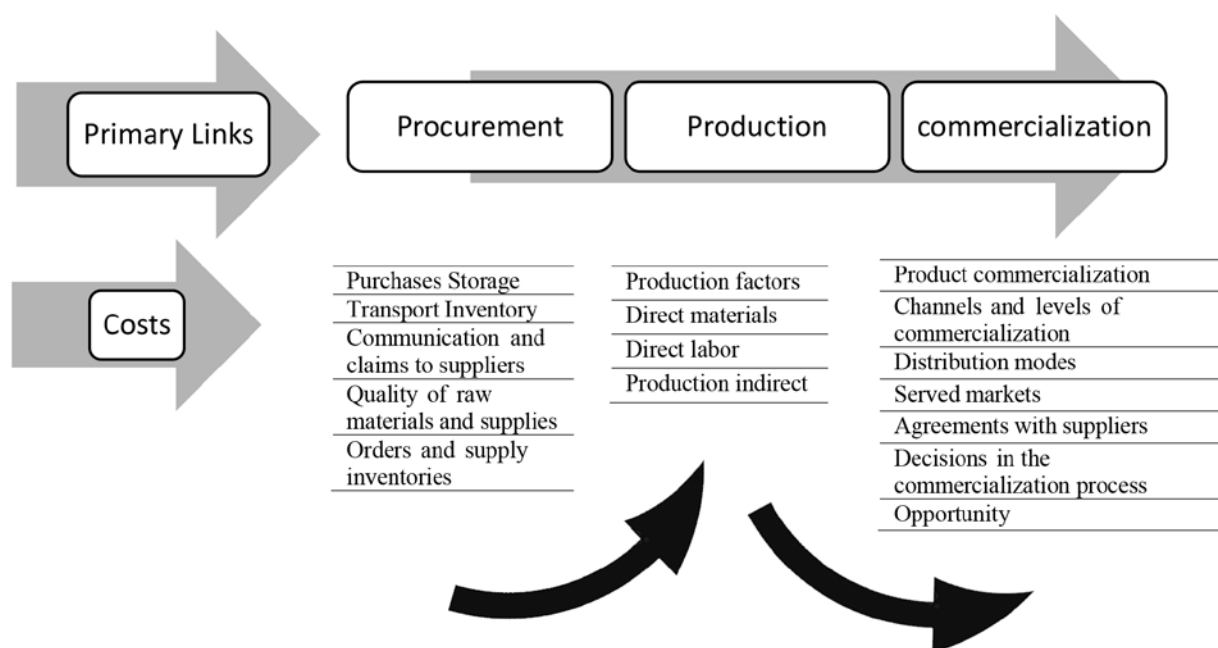 Primary Links
Procurement
Production
commercialization
Costs
Purchases Storage
Transport Inventory
Communication and
claims to suppliers
Quality of raw
materials and supplies
Orders and supply
inventories
Production factors
Direct materials
Direct labor
Production indirect
Product commercialization
Channels and levels of
commercialization
Distribution modes
Served markets
Agreements with suppliers
Decisions in the
commercialization process
Opportunity